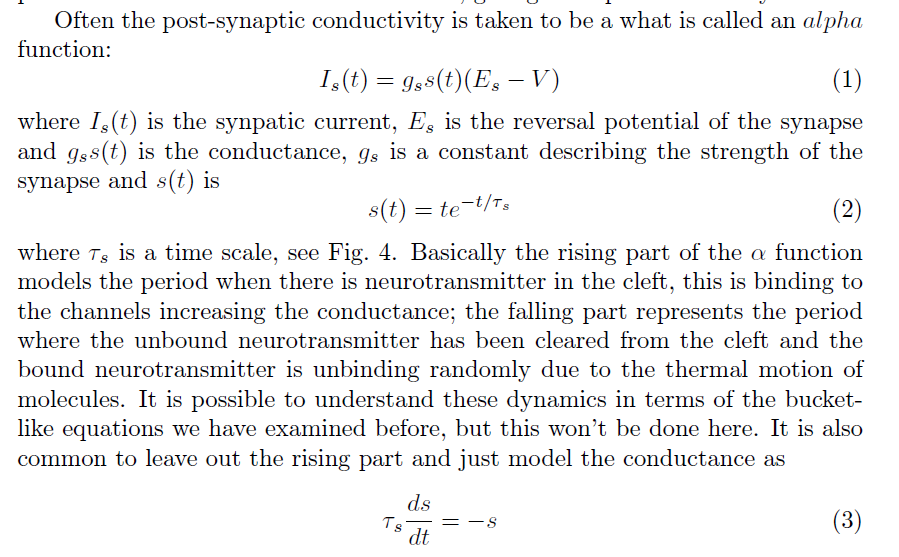 Often the post-synaptic conductivity is taken to be a what is called an alpha
function:
I_s(t) = g_s s(t)(E_s − V) (1)
where I_s(t) is the synpatic current, E_s is the reversal potential of the synapse
and g_s s(t) is the conductance, g_s is a constant describing the strength of the
synapse and s(t) is
s(t) = te^{−t/τ_s} (2)
where τ_s is a time scale, see Fig. 4. Basically the rising part of the α function
models the period when there is neurotransmitter in the cleft, this is binding to
the channels increasing the conductance; the falling part represents the period
where the unbound neurotransmitter has been cleared from the cleft and the
bound neurotransmitter is unbinding randomly due to the thermal motion of
molecules. It is possible to understand these dynamics in terms of the bucket-
like equations we have examined before, but this won't be done here. It is also
common to leave out the rising part and just model the conductance as
τ_s ds/dt = −s (3)